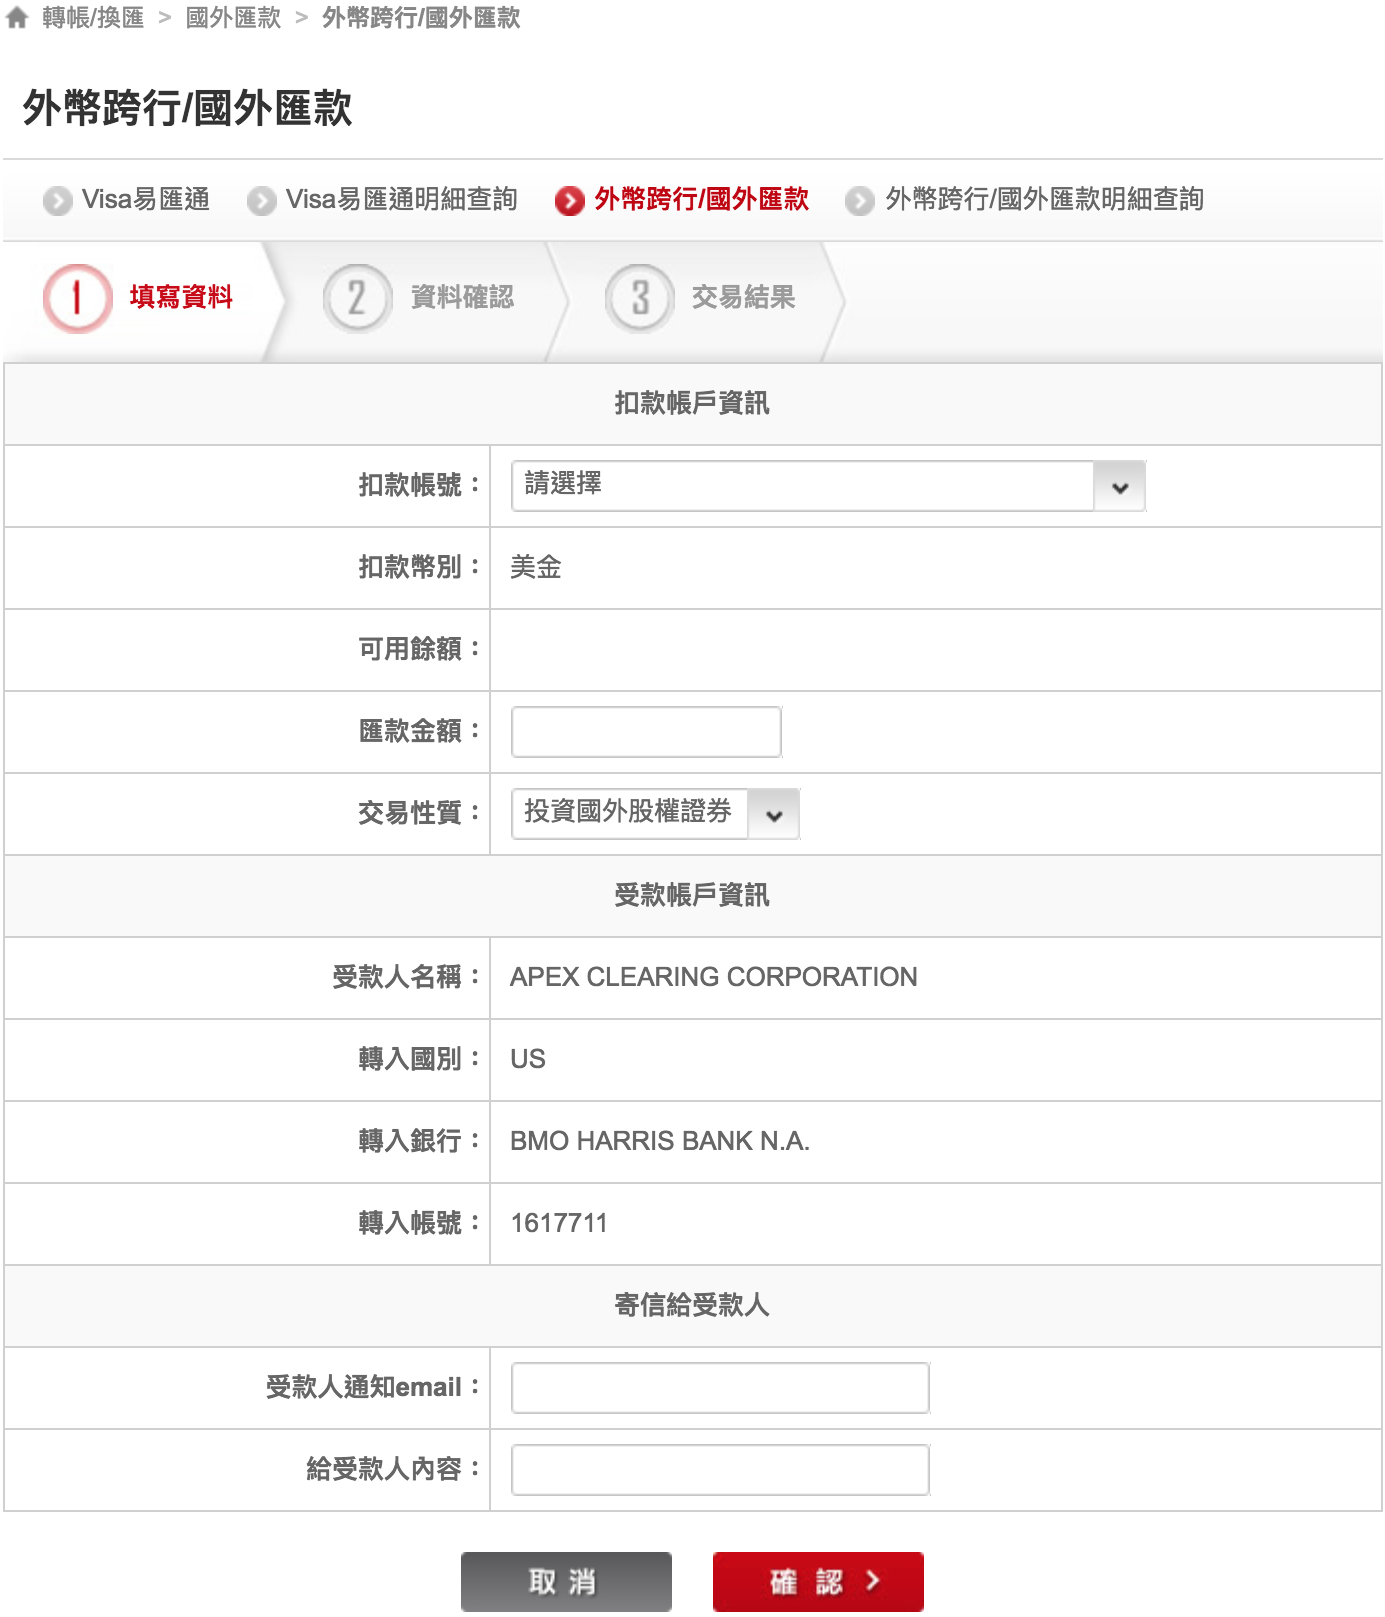 轉帳/換匯 > 國外匯款 > 外幣跨行/國外匯款
外幣跨行/國外匯款
Visa易匯通 Visa易匯通明細查詢 外幣跨行/國外匯款 外幣跨行/國外匯款明細查詢
1 填寫資料 2 資料確認 3 交易結果
扣款帳戶資訊
扣款帳號： 請選擇
扣款幣別： 美金
可用餘額：
匯款金額：
交易性質： 投資國外股權證券
受款帳戶資訊
受款人名稱： APEX CLEARING CORPORATION
轉入國別： US
轉入銀行： BMO HARRIS BANK N.A.
轉入帳號： 1617711
寄信給受款人
受款人通知email：
給受款人內容：
取消 確認 >